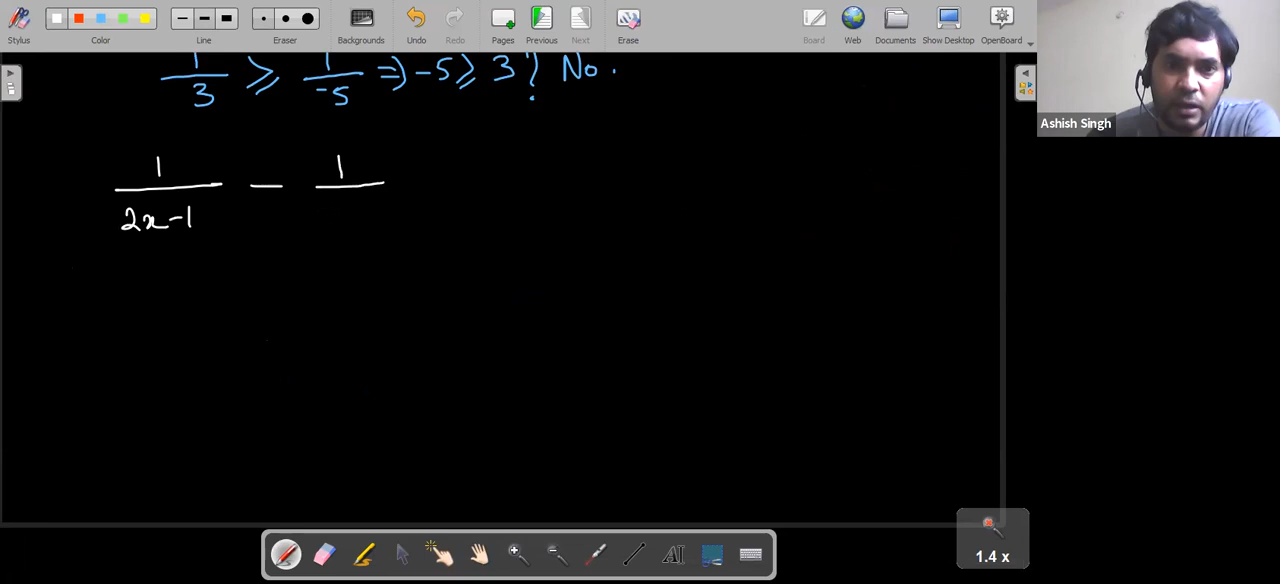 Stylus Color Line Eraser Backgrounds Undo Redo Pages Previous Next Erase Board Web Documents Show Desktop OpenBoard
1/3 ⩾ 1/-5 ⇒ -5 ⩾ 3? No.
Ashish Singh
1/(2x-1) - 1/
1.4 x